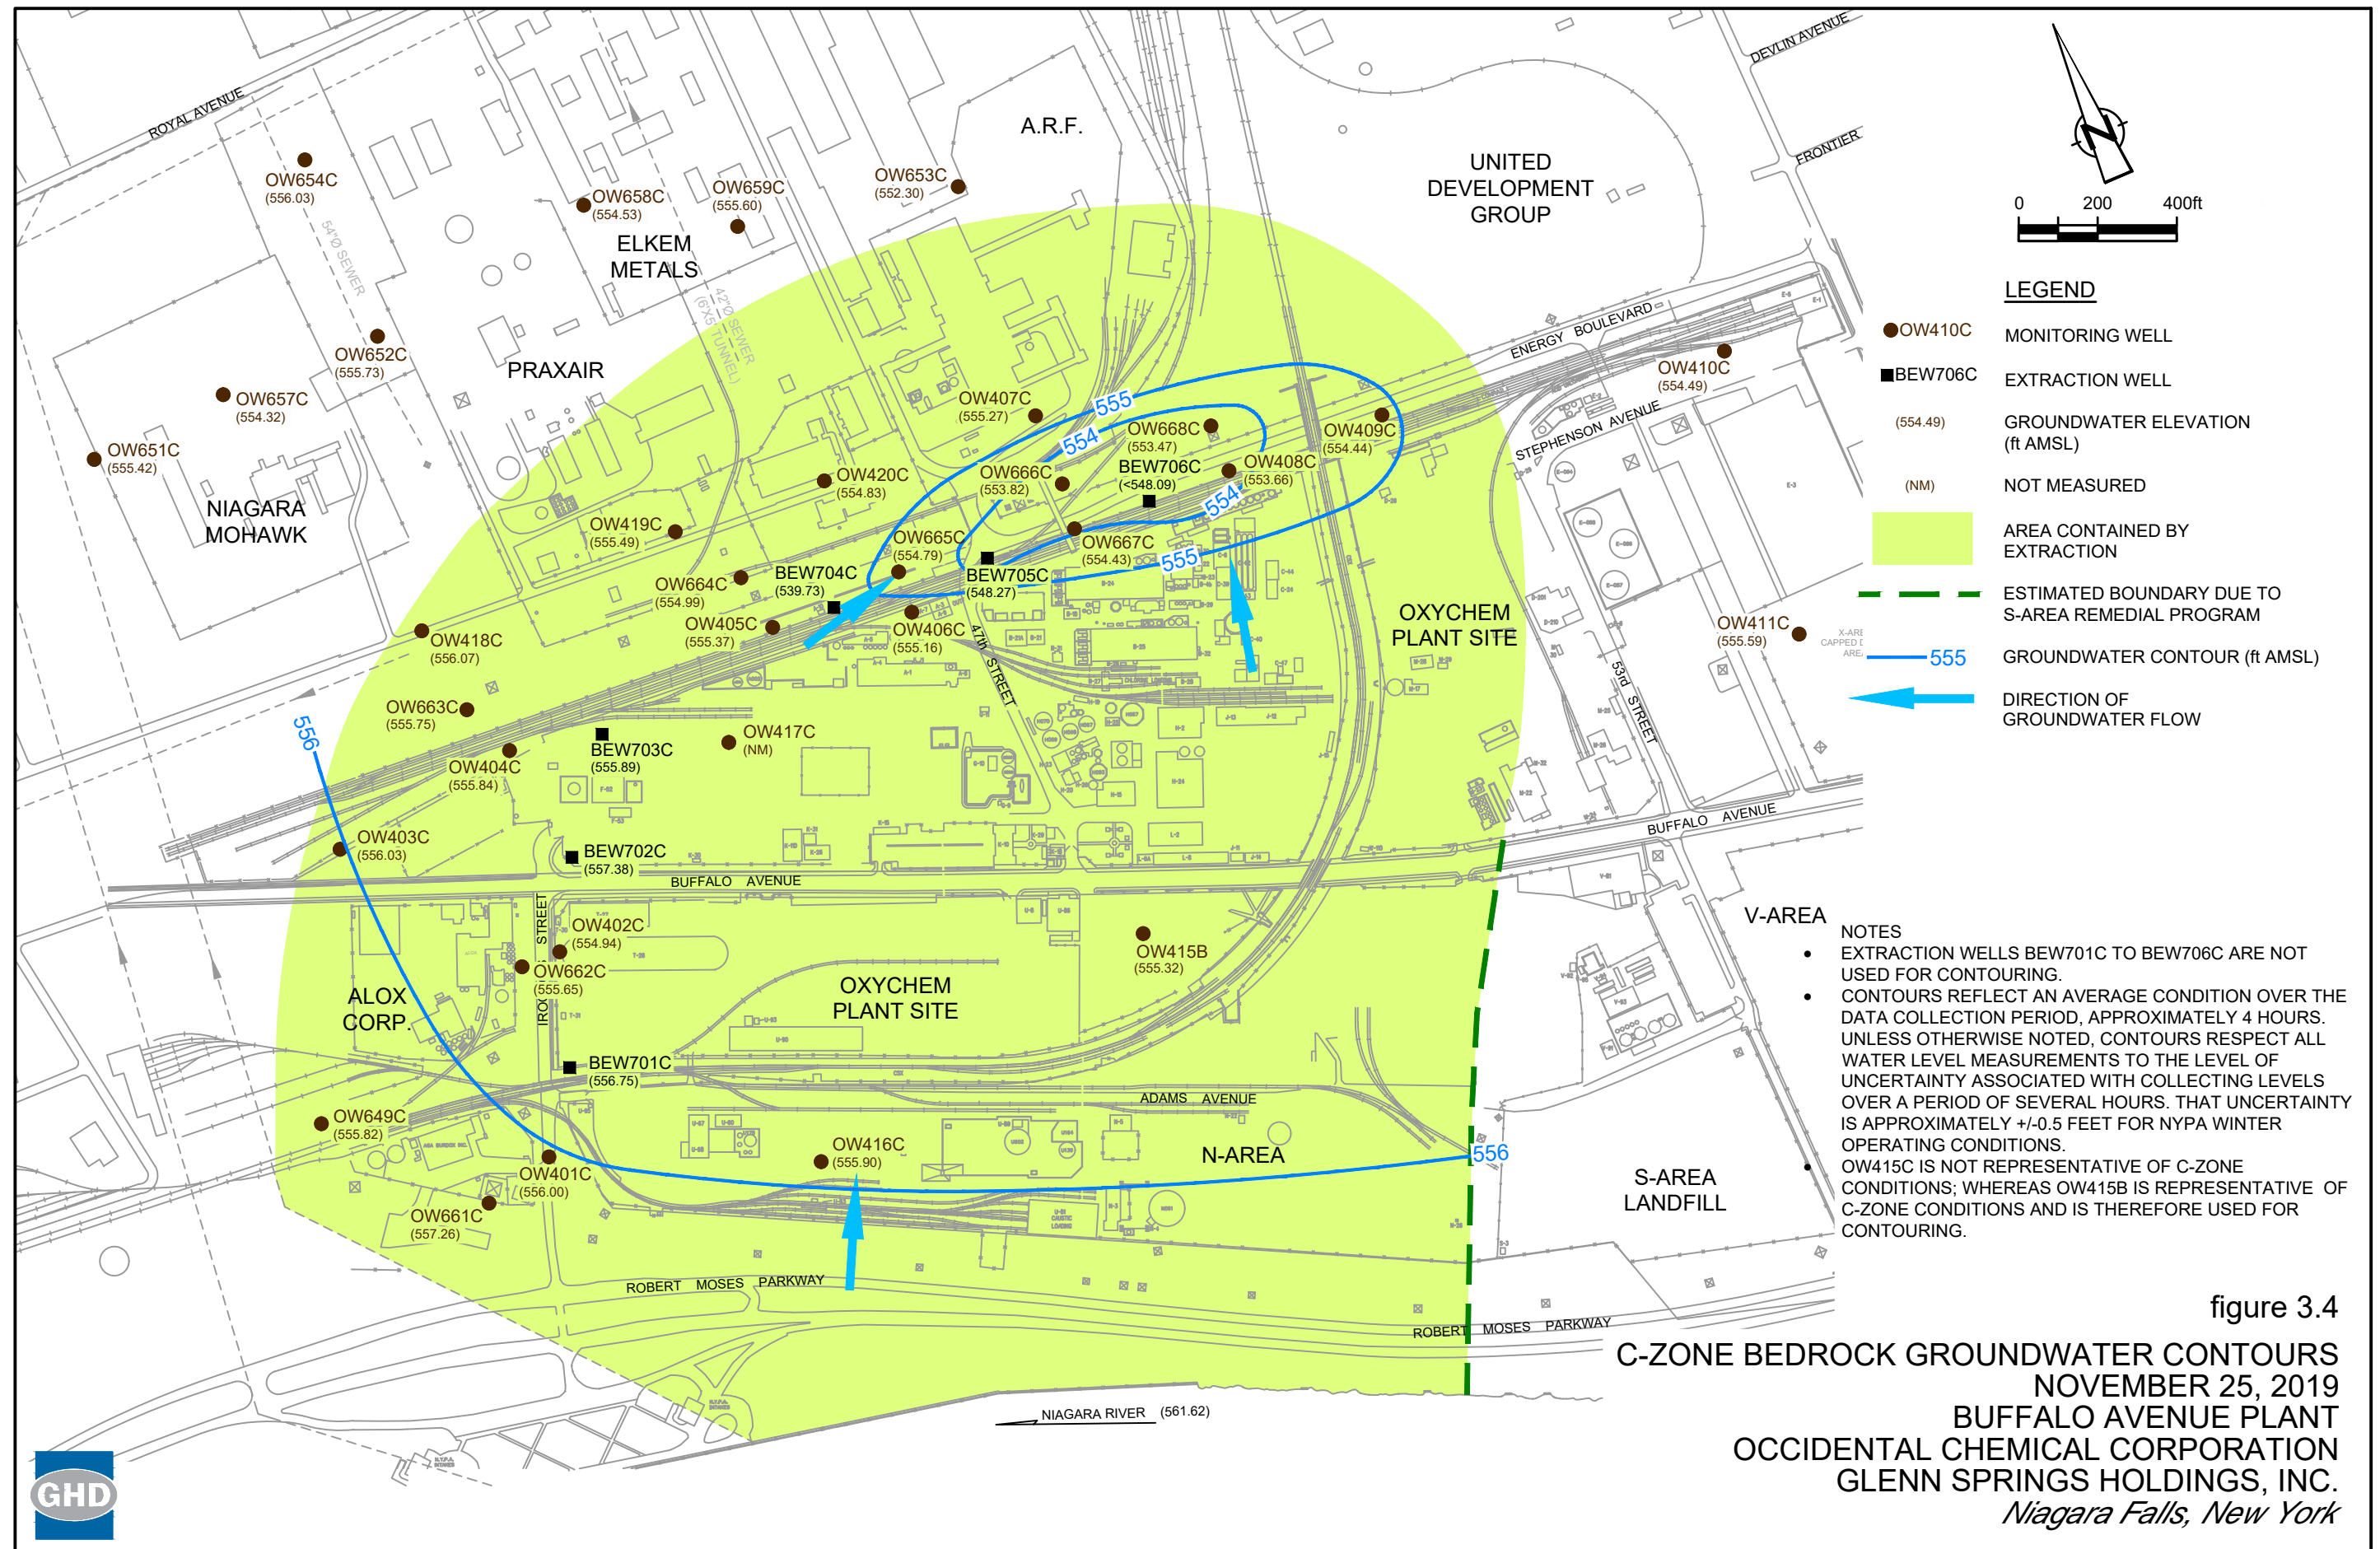 ROYAL AVENUE
A.R.F.
DEVLIN AVENUE
FRONTIER
UNITED
DEVELOPMENT
GROUP
OW654C
(556.03)
OW658C
(554.53)
OW659C
(555.60)
OW653C
(552.30)
54"Ø SEWER
ELKEM
METALS
42"Ø SEWER
(6'X5' TUNNEL)
OW652C
(555.73)
PRAXAIR
OW657C
(554.32)
OW651C
(555.42)
NIAGARA
MOHAWK
ENERGY BOULEVARD
OW410C
(554.49)
STEPHENSON AVENUE
OW407C
(555.27)
555
554
OW668C
(553.47)
OW409C
(554.44)
OW420C
(554.83)
OW666C
(553.82)
BEW706C
(<548.09)
OW408C
(553.66)
554
OW419C
(555.49)
OW665C
(554.79)
OW667C
(554.43)
555
OW664C
(554.99)
BEW704C
(539.73)
BEW705C
(548.27)
OW405C
(555.37)
OW406C
(555.16)
47th STREET
OXYCHEM
PLANT SITE
OW411C
(555.59)
X-ARE
CAPPED D
AREA
53rd STREET
OW418C
(556.07)
OW663C
(555.75)
556
BEW703C
(555.89)
OW417C
(NM)
OW404C
(555.84)
OW403C
(556.03)
BEW702C
(557.38)
BUFFALO AVENUE
BUFFALO AVENUE
STREET
IRO
OW402C
(554.94)
OW662C
(555.65)
OW415B
(555.32)
V-AREA
ALOX
CORP.
OXYCHEM
PLANT SITE
BEW701C
(556.75)
ADAMS AVENUE
OW649C
(555.82)
OW416C
(555.90)
N-AREA
556
OW401C
(556.00)
OW661C
(557.26)
S-AREA
LANDFILL
ROBERT MOSES PARKWAY
ROBERT MOSES PARKWAY
NIAGARA RIVER (561.62)
N
0 200 400ft
LEGEND
OW410C MONITORING WELL
BEW706C EXTRACTION WELL
(554.49) GROUNDWATER ELEVATION
(ft AMSL)
(NM) NOT MEASURED
AREA CONTAINED BY
EXTRACTION
ESTIMATED BOUNDARY DUE TO
S-AREA REMEDIAL PROGRAM
555 GROUNDWATER CONTOUR (ft AMSL)
DIRECTION OF
GROUNDWATER FLOW
NOTES
• EXTRACTION WELLS BEW701C TO BEW706C ARE NOT
USED FOR CONTOURING.
• CONTOURS REFLECT AN AVERAGE CONDITION OVER THE
DATA COLLECTION PERIOD, APPROXIMATELY 4 HOURS.
UNLESS OTHERWISE NOTED, CONTOURS RESPECT ALL
WATER LEVEL MEASUREMENTS TO THE LEVEL OF
UNCERTAINTY ASSOCIATED WITH COLLECTING LEVELS
OVER A PERIOD OF SEVERAL HOURS. THAT UNCERTAINTY
IS APPROXIMATELY +/-0.5 FEET FOR NYPA WINTER
OPERATING CONDITIONS.
• OW415C IS NOT REPRESENTATIVE OF C-ZONE
CONDITIONS; WHEREAS OW415B IS REPRESENTATIVE OF
C-ZONE CONDITIONS AND IS THEREFORE USED FOR
CONTOURING.
figure 3.4
C-ZONE BEDROCK GROUNDWATER CONTOURS
NOVEMBER 25, 2019
BUFFALO AVENUE PLANT
OCCIDENTAL CHEMICAL CORPORATION
GLENN SPRINGS HOLDINGS, INC.
Niagara Falls, New York
GHD